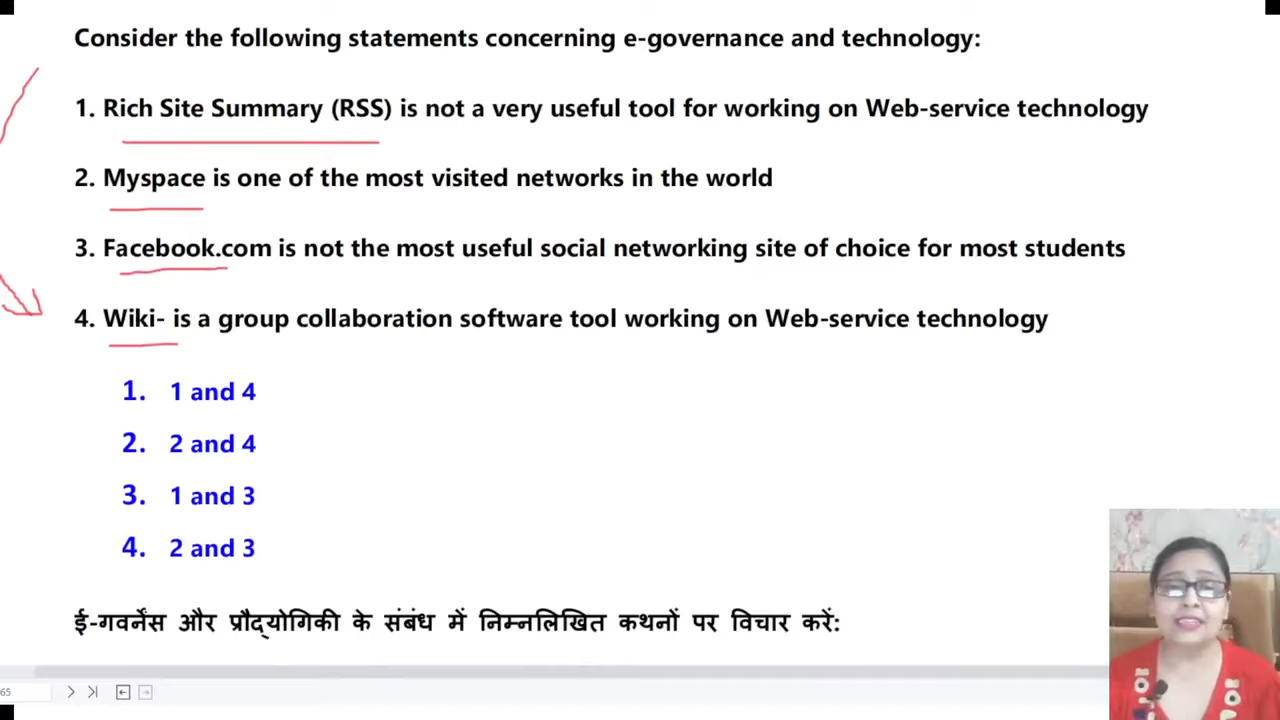 Consider the following statements concerning e-governance and technology:
1. Rich Site Summary (RSS) is not a very useful tool for working on Web-service technology
2. Myspace is one of the most visited networks in the world
3. Facebook.com is not the most useful social networking site of choice for most students
4. Wiki- is a group collaboration software tool working on Web-service technology
1. 1 and 4
2. 2 and 4
3. 1 and 3
4. 2 and 3
ई-गवर्नेंस और प्रौद्योगिकी के संबंध में निम्नलिखित कथनों पर विचार करें:
65